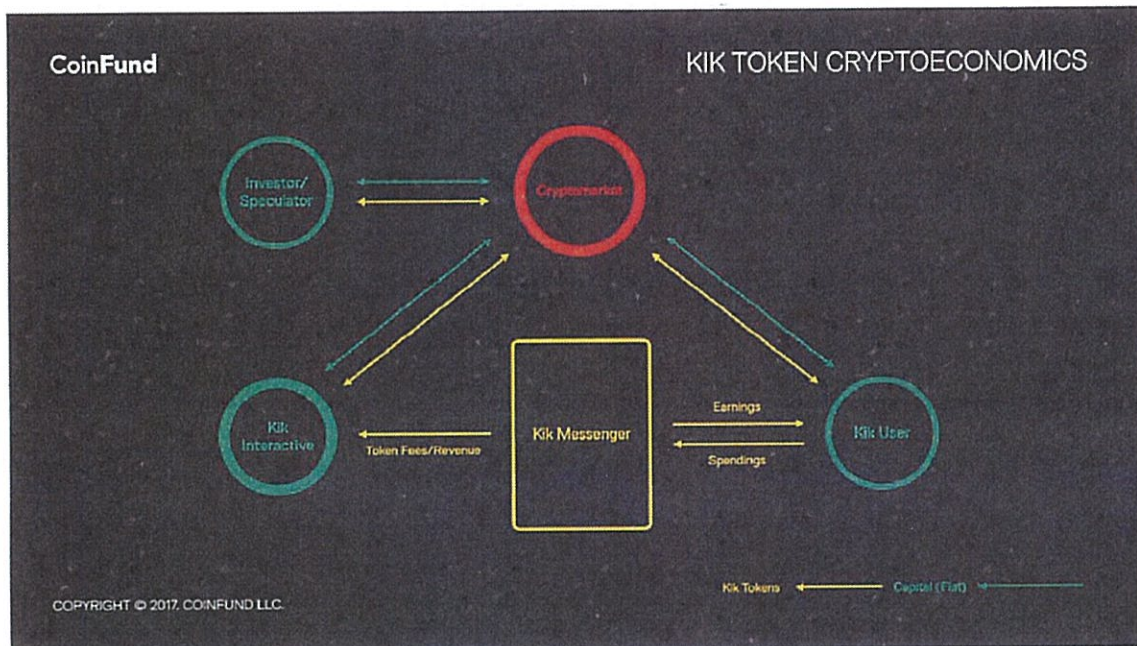 CoinFund
KIK TOKEN CRYPTOECONOMICS
Investor/
Speculator
Cryptomarket
Kik
Interactive
Token Fees/Revenue
Kik Messenger
Earnings
Spendings
Kik User
Kik Tokens
Capital (Fiat)
COPYRIGHT © 2017. COINFUND LLC.